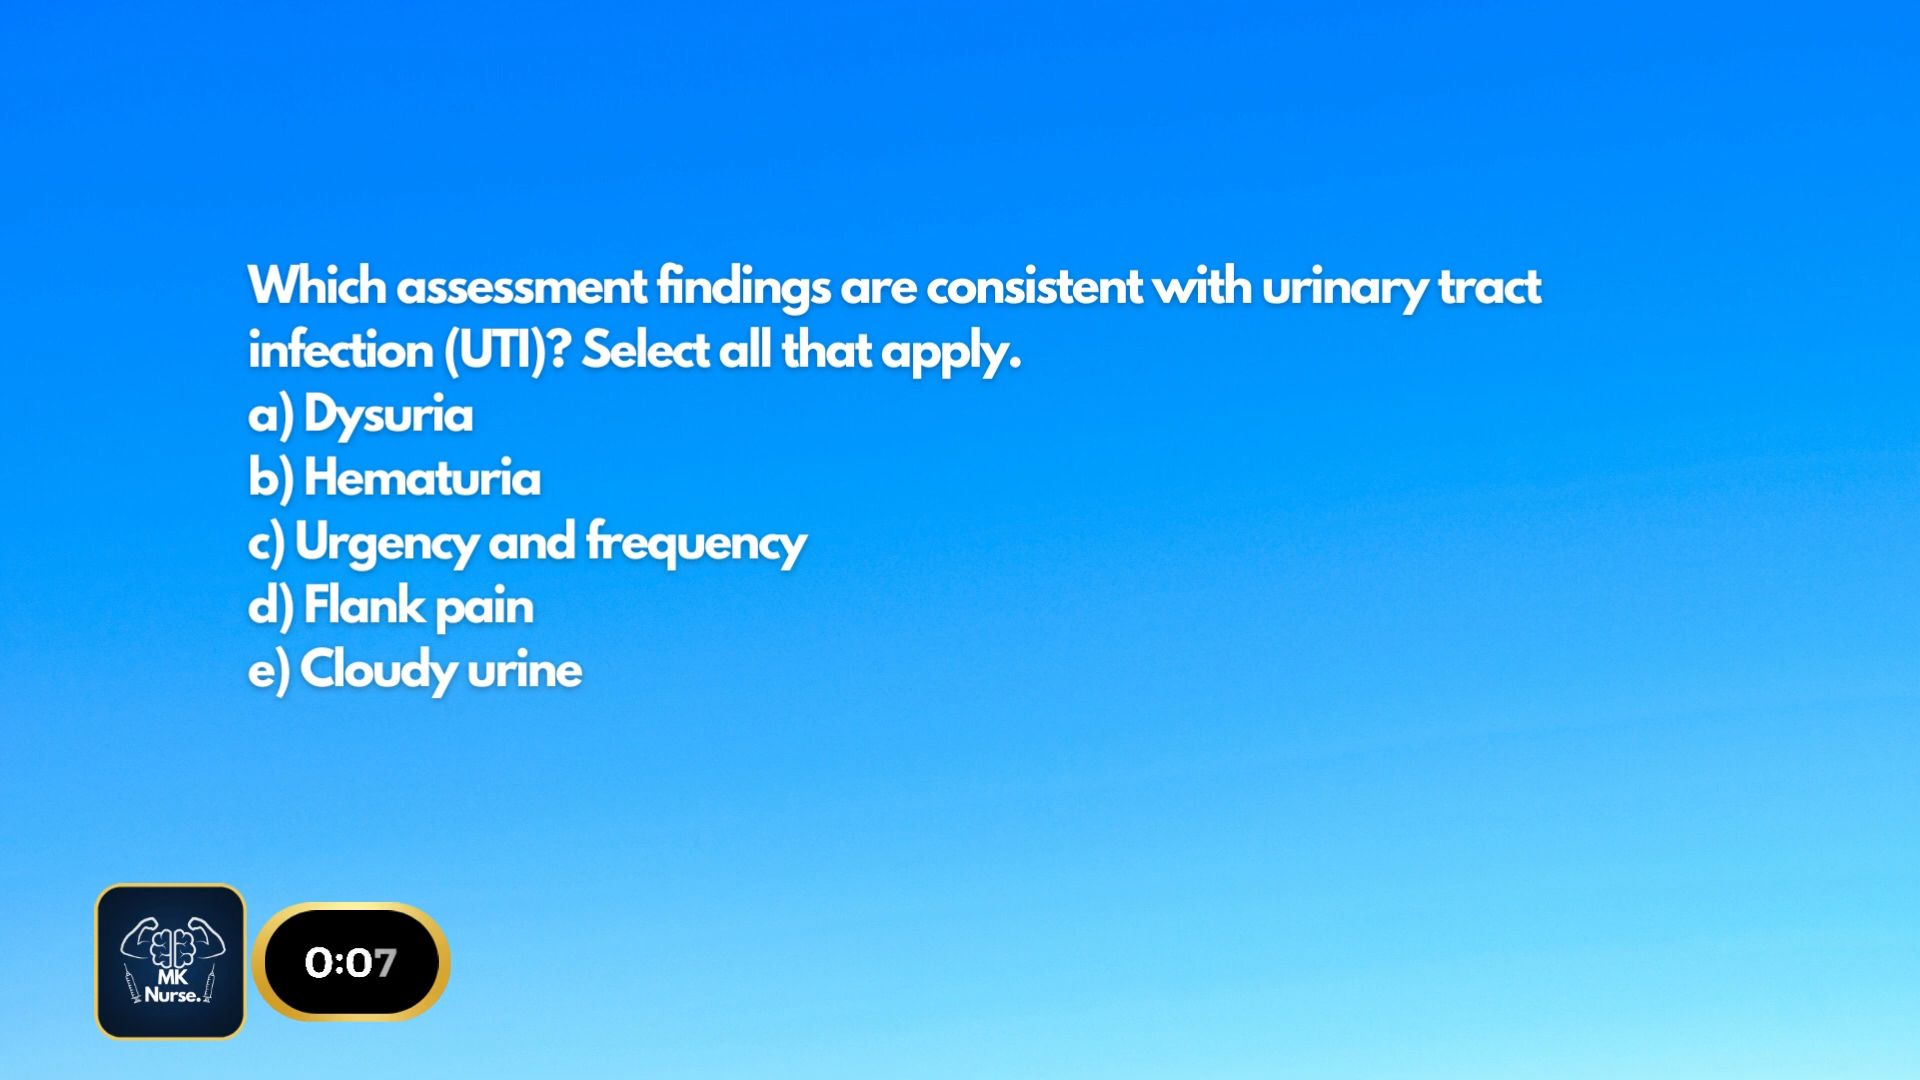 Which assessment findings are consistent with urinary tract
infection (UTI)? Select all that apply.
a) Dysuria
b) Hematuria
c) Urgency and frequency
d) Flank pain
e) Cloudy urine
MK
Nurse.
0:07